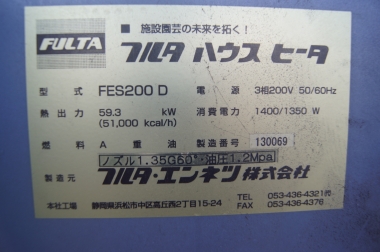 FULTA
■ 施設園芸の未来を拓く!
フルタ ハウス ヒータ
型式 FES200 D 電源 3相200V 50/60Hz
熱出力 59.3 kW 消費電力 1400/1350 W
(51,000 kcal/h)
燃料 A重油 製造番号 130069
ノズル1.35G60°・油圧1.2Mpa
製造元 フルタ・エンネツ株式会社
本社工場 静岡県浜松市中区高丘西2丁目15-24
TEL 053-436-4321㈹
FAX 053-436-4376